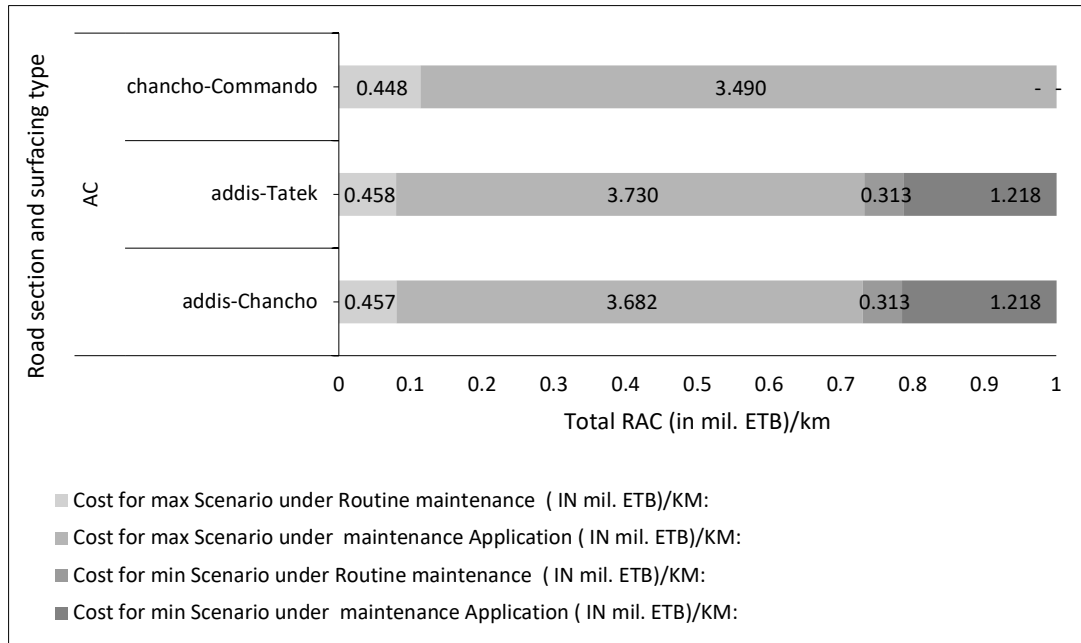 Road section and surfacing type
AC
chancho-Commando
0.448 3.490 - -
addis-Tatek
0.458 3.730 0.313 1.218
addis-Chancho
0.457 3.682 0.313 1.218
0 0.1 0.2 0.3 0.4 0.5 0.6 0.7 0.8 0.9 1
Total RAC (in mil. ETB)/km
Cost for max Scenario under Routine maintenance ( IN mil. ETB)/KM:
Cost for max Scenario under maintenance Application ( IN mil. ETB)/KM:
Cost for min Scenario under Routine maintenance ( IN mil. ETB)/KM:
Cost for min Scenario under maintenance Application ( IN mil. ETB)/KM: